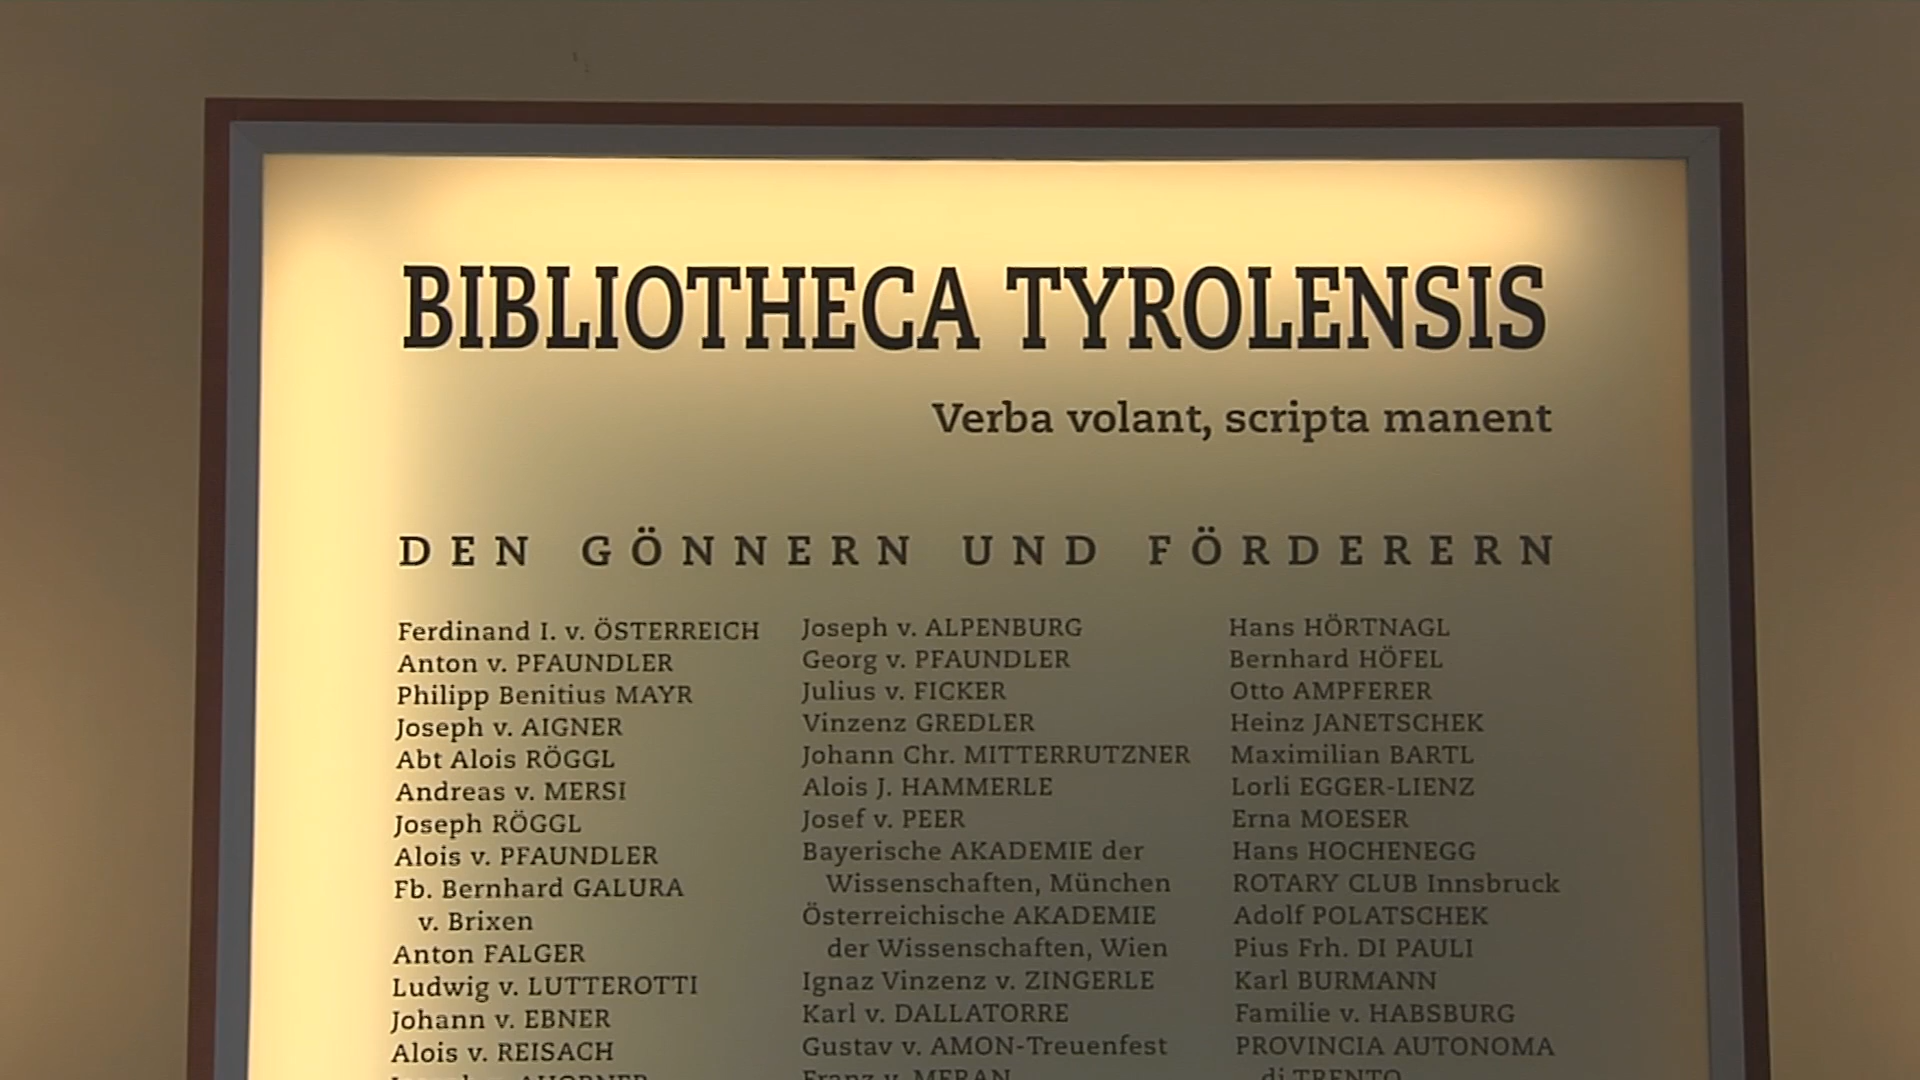 BIBLIOTHECA TYROLENSIS
Verba volant, scripta manent
DEN GÖNNERN UND FÖRDERERN
Ferdinand I. v. ÖSTERREICH
Anton v. PFAUNDLER
Philipp Benitius MAYR
Joseph v. AIGNER
Abt Alois RÖGGL
Andreas v. MERSI
Joseph RÖGGL
Alois v. PFAUNDLER
Fb. Bernhard GALURA
v. Brixen
Anton FALGER
Ludwig v. LUTTEROTTI
Johann v. EBNER
Alois v. REISACH
Joseph v. ALPENBURG
Georg v. PFAUNDLER
Julius v. FICKER
Vinzenz GREDLER
Johann Chr. MITTERRUTZNER
Alois J. HAMMERLE
Josef v. PEER
Bayerische AKADEMIE der
Wissenschaften, München
Österreichische AKADEMIE
der Wissenschaften, Wien
Ignaz Vinzenz v. ZINGERLE
Karl v. DALLATORRE
Gustav v. AMON-Treuenfest
Franz v. MERAN
Hans HÖRTNAGL
Bernhard HÖFEL
Otto AMPFERER
Heinz JANETSCHEK
Maximilian BARTL
Lorli EGGER-LIENZ
Erna MOESER
Hans HOCHENEGG
ROTARY CLUB Innsbruck
Adolf POLATSCHEK
Pius Frh. DI PAULI
Karl BURMANN
Familie v. HABSBURG
PROVINCIA AUTONOMA
di TRENTO